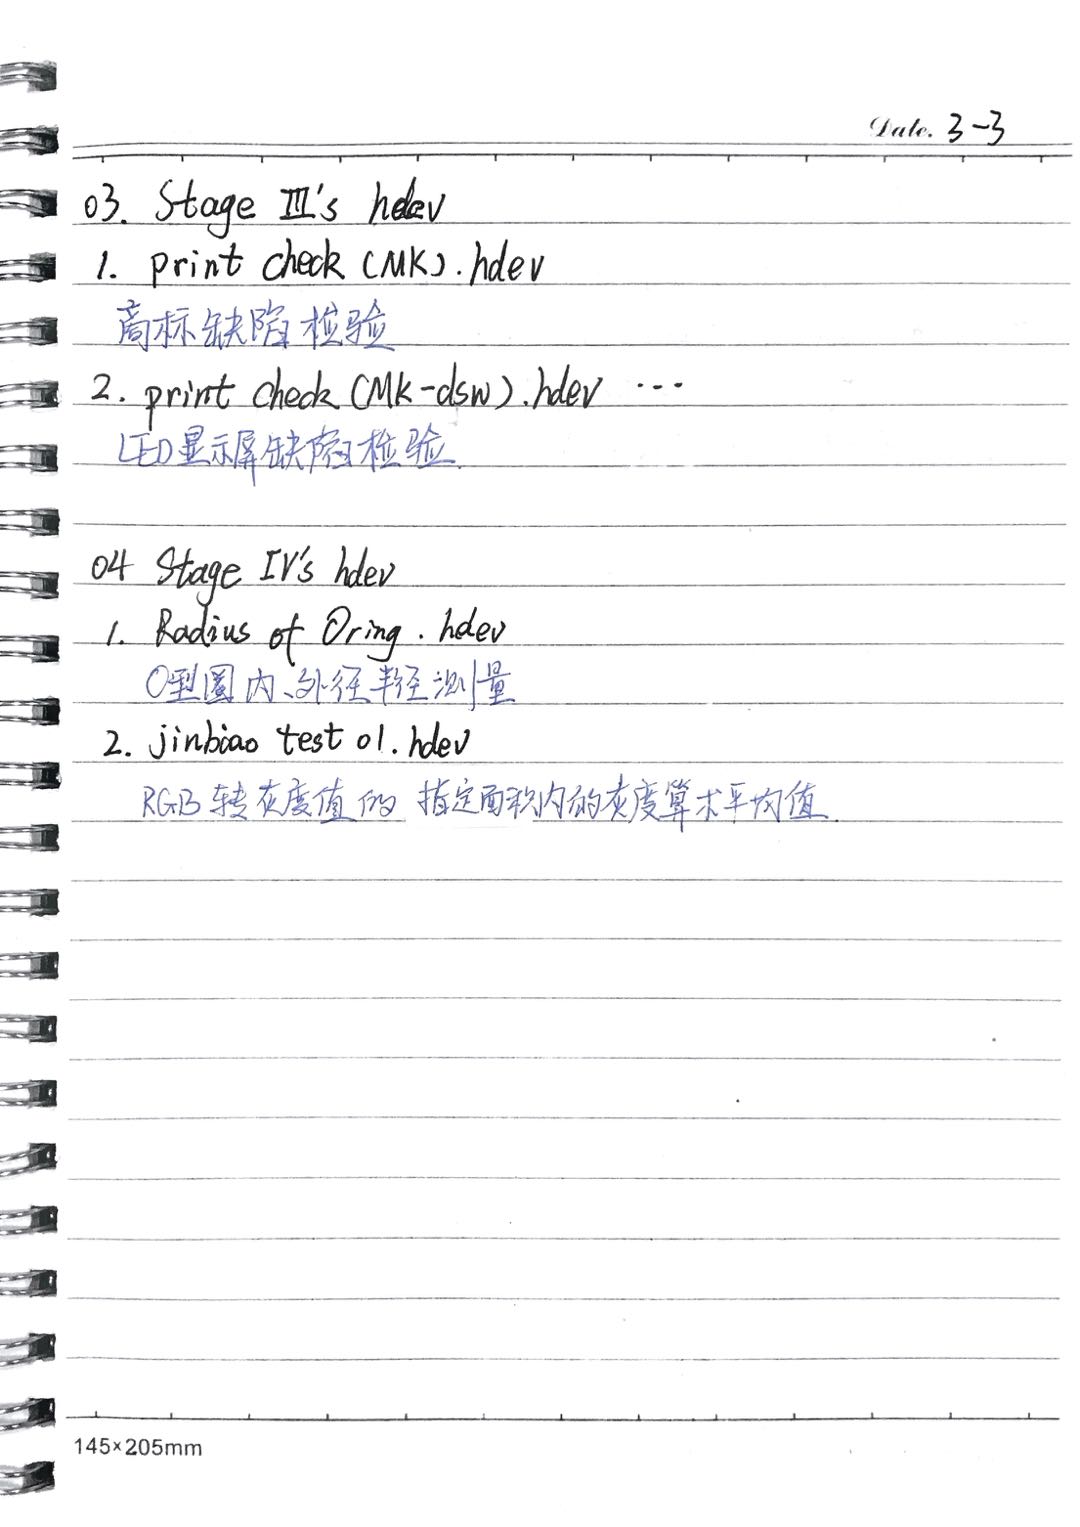 Date. 3-3
03. Stage III's hdev
1. print check (MK).hdev
商标缺陷检验
2. print check (MK-dsw).hdev ...
LED显示屏缺陷检验.
04 Stage IV's hdev
1. Radius of Oring.hdev
O型圈内、外径半径测量
2. jinbiao test 01.hdev
RGB转灰度值的 指定面积内的灰度算术平均值.
145×205mm